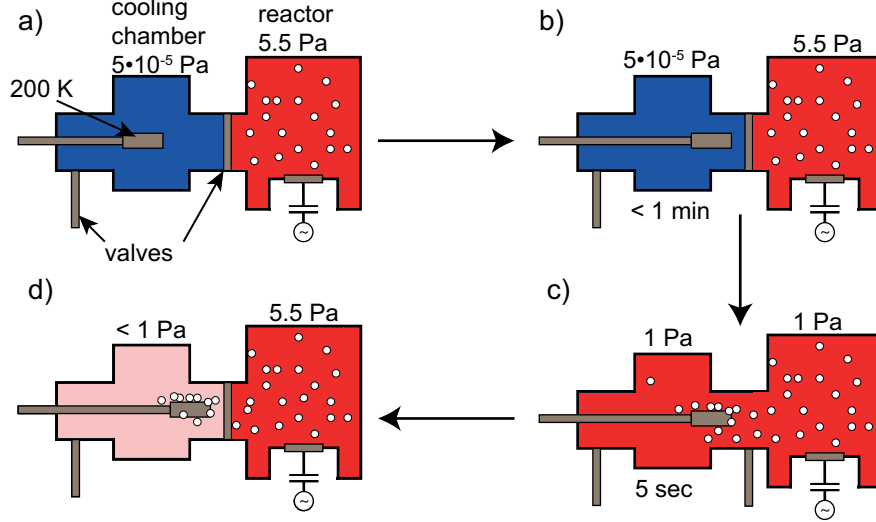 a)
cooling
chamber
5•10⁻⁵ Pa
reactor
5.5 Pa
200 K
valves
~
b)
5•10⁻⁵ Pa
5.5 Pa
< 1 min
~
d)
< 1 Pa
5.5 Pa
~
c)
1 Pa
1 Pa
5 sec
~